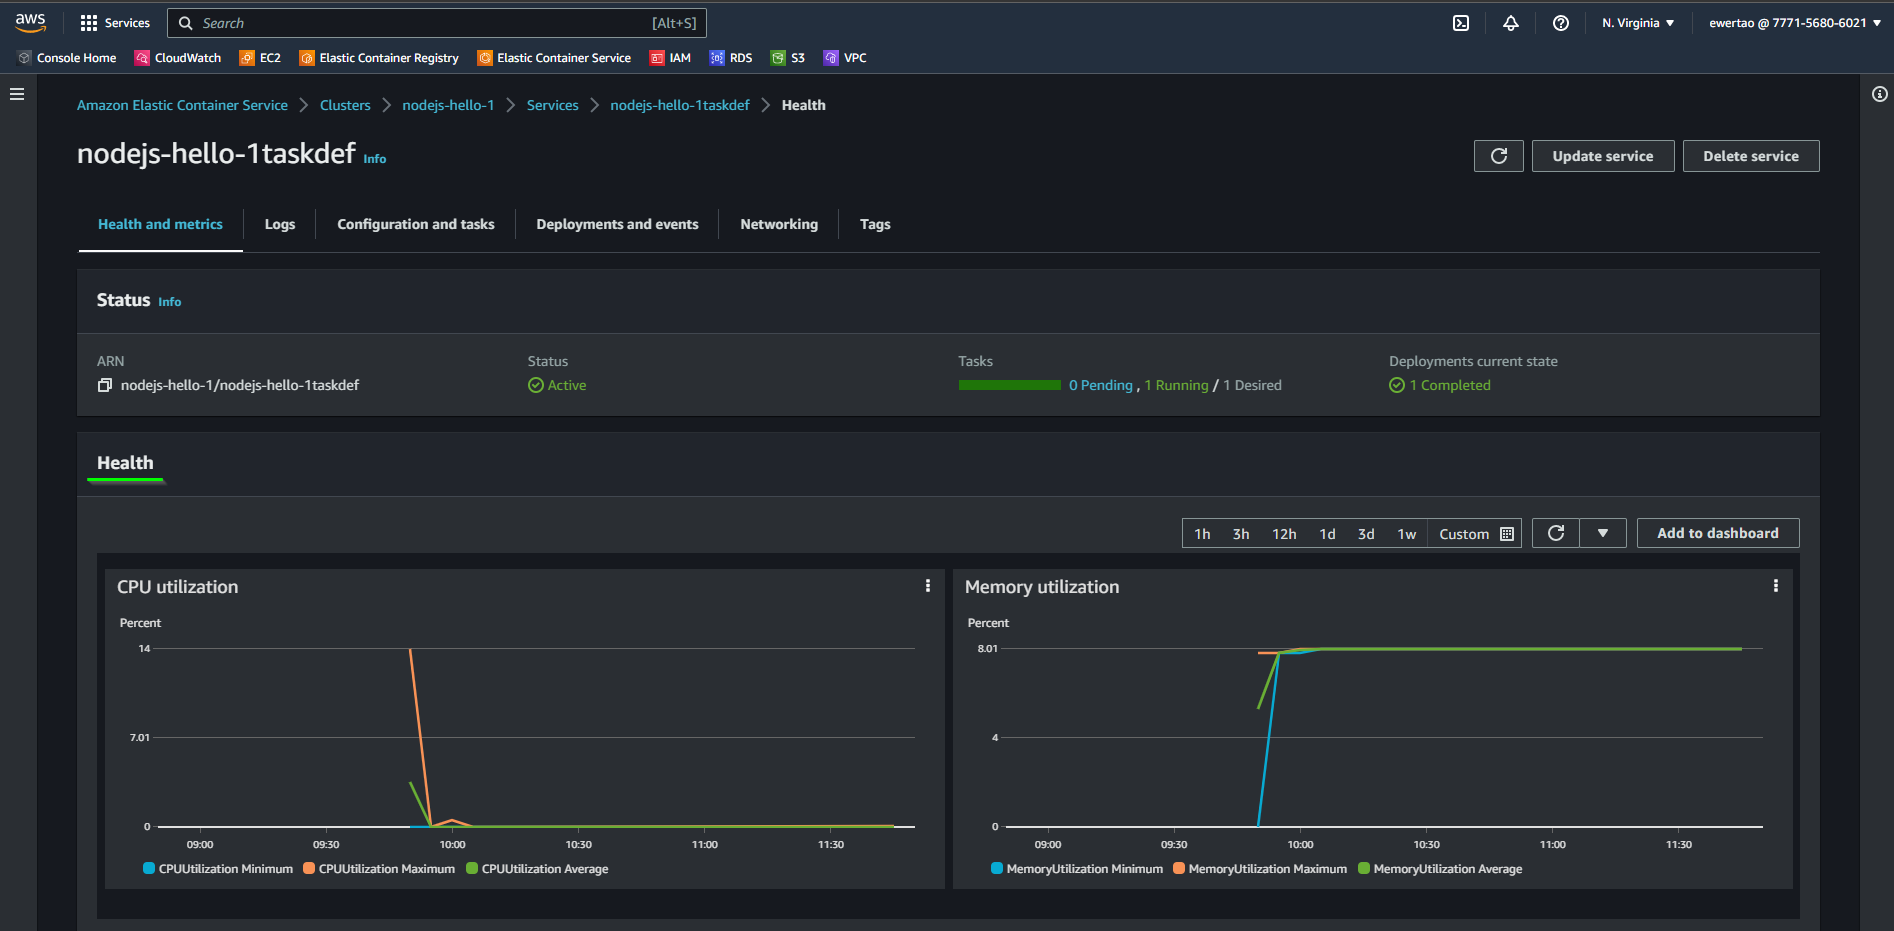 aws Services Search [Alt+S] N. Virginia ewertao @ 7771-5680-6021
Console Home CloudWatch EC2 Elastic Container Registry Elastic Container Service IAM RDS S3 VPC
Amazon Elastic Container Service Clusters nodejs-hello-1 Services nodejs-hello-1taskdef Health
nodejs-hello-1taskdef Info
Update service Delete service
Health and metrics Logs Configuration and tasks Deployments and events Networking Tags
Status Info
ARN Status Tasks Deployments current state
nodejs-hello-1/nodejs-hello-1taskdef Active 0 Pending , 1 Running / 1 Desired 1 Completed
Health
1h 3h 12h 1d 3d 1w Custom Add to dashboard
CPU utilization
Percent
14
7.01
0
09:00 09:30 10:00 10:30 11:00 11:30
CPUUtilization Minimum CPUUtilization Maximum CPUUtilization Average
Memory utilization
Percent
8.01
4
0
09:00 09:30 10:00 10:30 11:00 11:30
MemoryUtilization Minimum MemoryUtilization Maximum MemoryUtilization Average